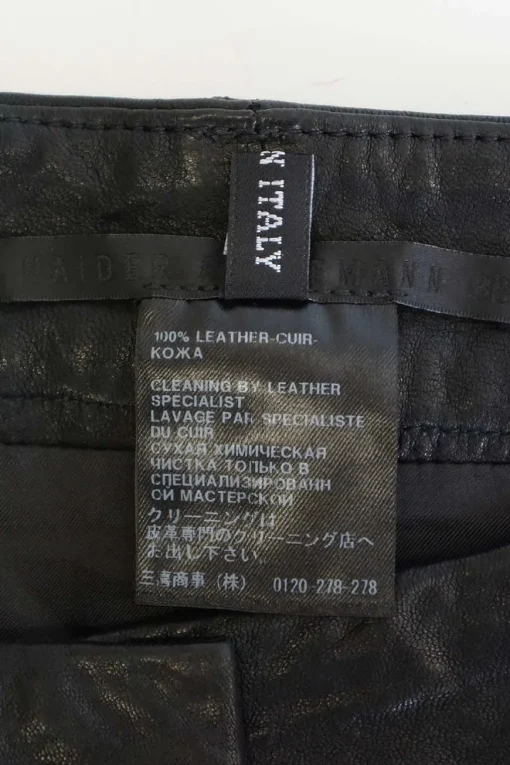 N ITALY
HAIDER MANN
100% LEATHER-CUIR-
КОЖА
CLEANING BY LEATHER
SPECIALIST
LAVAGE PAR SPECIALISTE
DU CUIR
СУХАЯ ХИМИЧЕСКАЯ
ЧИСТКА ТОЛЬКО В
СПЕЦИАЛИЗИРОВАНН
ОЙ МАСТЕРСКОЙ
クリーニングは
皮革専門のクリーニング店へ
お出し下さい。
三喜商事（株） 0120-278-278